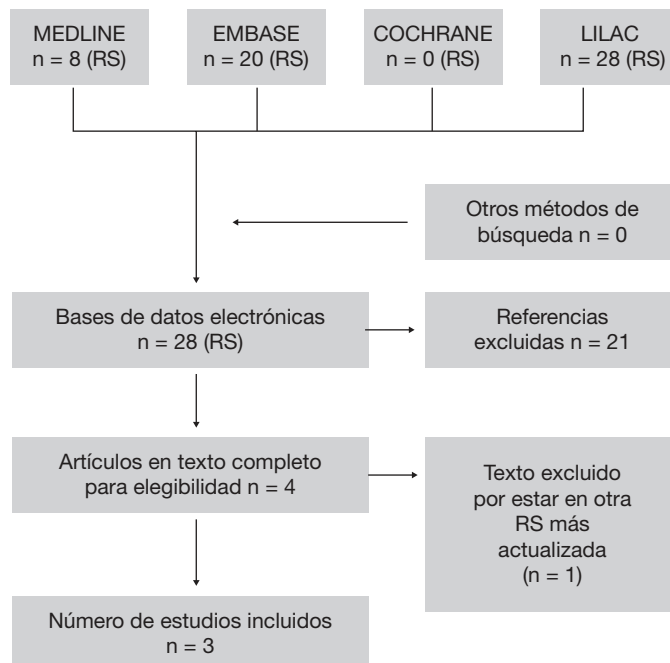 MEDLINE
n = 8 (RS)
EMBASE
n = 20 (RS)
COCHRANE
n = 0 (RS)
LILAC
n = 28 (RS)
Otros métodos de
búsqueda n = 0
Bases de datos electrónicas
n = 28 (RS)
Referencias
excluidas n = 21
Artículos en texto completo
para elegibilidad n = 4
Texto excluido
por estar en otra
RS más
actualizada
(n = 1)
Número de estudios incluidos
n = 3